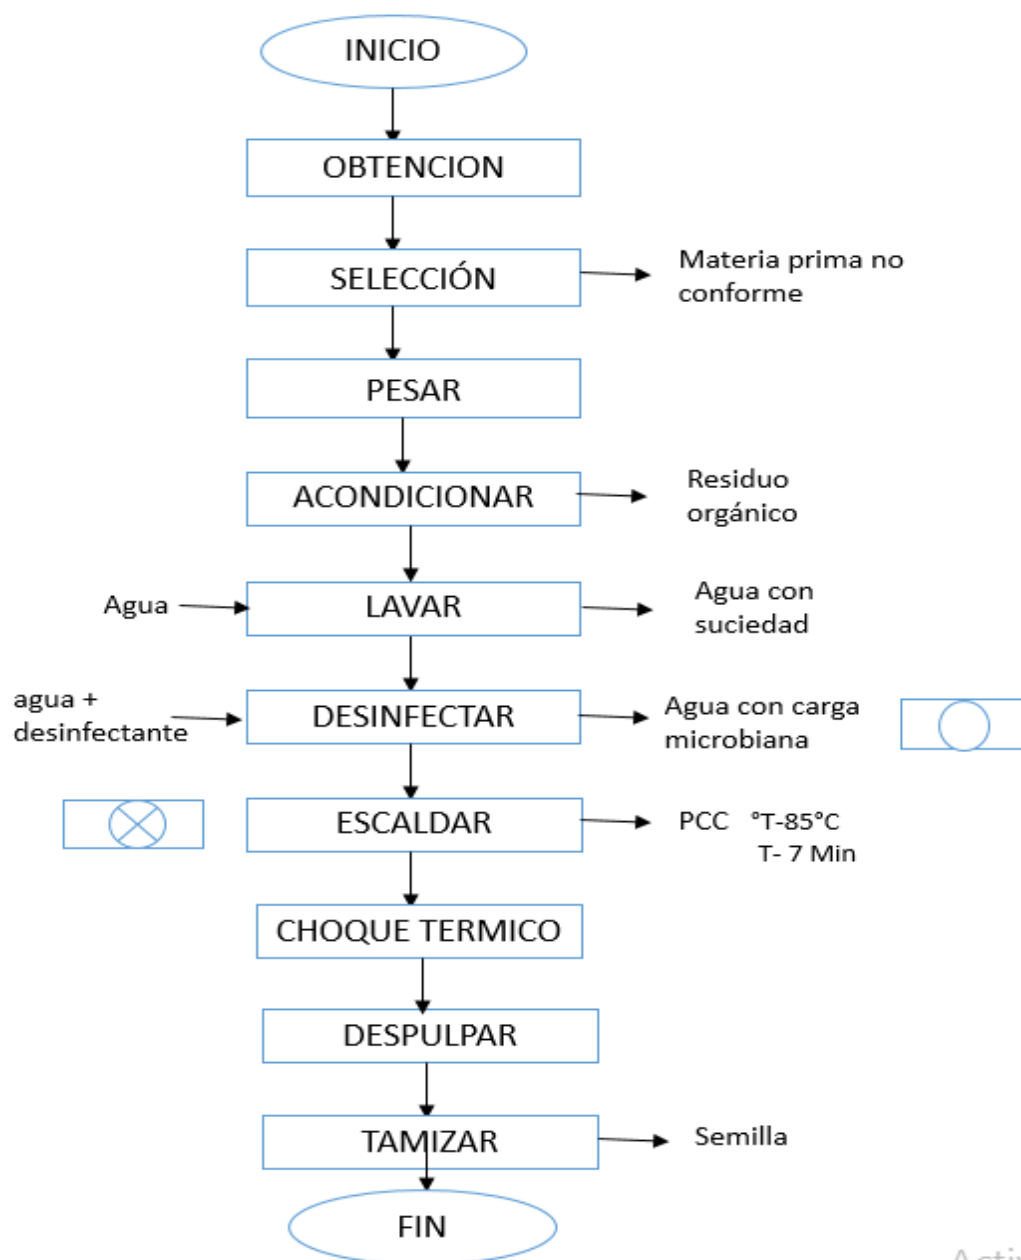 INICIO
OBTENCION
SELECCIÓN
Materia prima no
conforme
PESAR
ACONDICIONAR
Residuo
orgánico
Agua
LAVAR
Agua con
suciedad
agua +
desinfectante
DESINFECTAR
Agua con carga
microbiana
ESCALDAR
PCC °T-85°C
T- 7 Min
CHOQUE TERMICO
DESPULPAR
TAMIZAR
Semilla
FIN